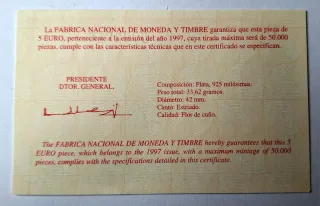 La FABRICA NACIONAL DE MONEDA Y TIMBRE garantiza que esta pieza de
5 EURO, perteneciente a la emisión del año 1997, cuya tirada máxima será de 50.000
piezas, cumple con las características técnicas que en este certificado se especifican.
PRESIDENTE
DTOR. GENERAL.
Composición: Plata, 925 milésimas.
Peso total: 33,62 gramos.
Diámetro: 42 mm.
Canto: Estriado.
Calidad: Flor de cuño.
The FABRICA NACIONAL DE MONEDA Y TIMBRE hereby guarantees that this 5
EURO piece, which belongs to the 1997 issue, with a maximum mintage of 50.000
pieces, complies with the specifications detailed in this certificate.